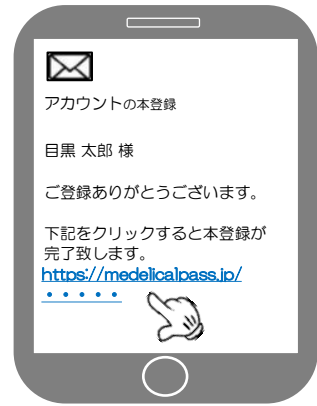 アカウントの本登録
目黒 太郎 様
ご登録ありがとうございます。
下記をクリックすると本登録が
完了致します。
https://medelicalpass.jp/
・・・・・